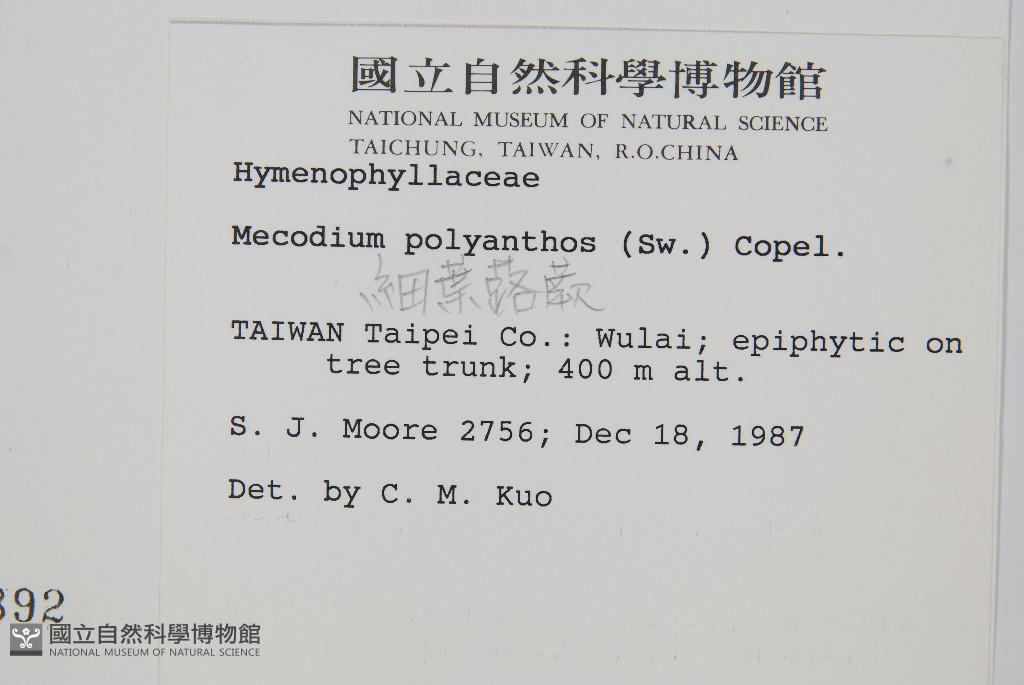 國立自然科學博物館
NATIONAL MUSEUM OF NATURAL SCIENCE
TAICHUNG, TAIWAN, R.O.CHINA
Hymenophyllaceae
Mecodium polyanthos (Sw.) Copel.
細葉蕗蕨
TAIWAN Taipei Co.: Wulai; epiphytic on
tree trunk; 400 m alt.
S. J. Moore 2756; Dec 18, 1987
Det. by C. M. Kuo
892
國立自然科學博物館
NATIONAL MUSEUM OF NATURAL SCIENCE